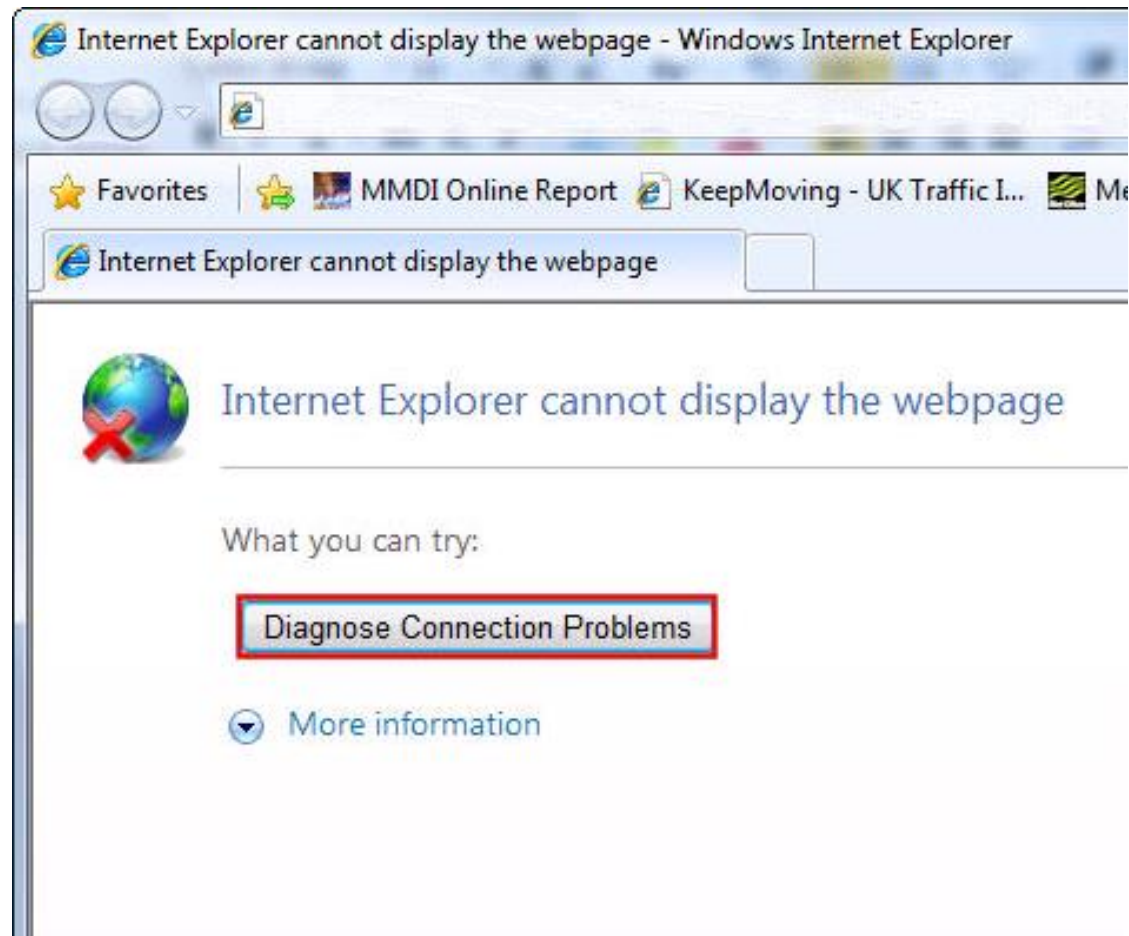 Internet Explorer cannot display the webpage - Windows Internet Explorer
Favorites MMDI Online Report KeepMoving - UK Traffic I... Me
Internet Explorer cannot display the webpage
Internet Explorer cannot display the webpage
What you can try:
Diagnose Connection Problems
More information